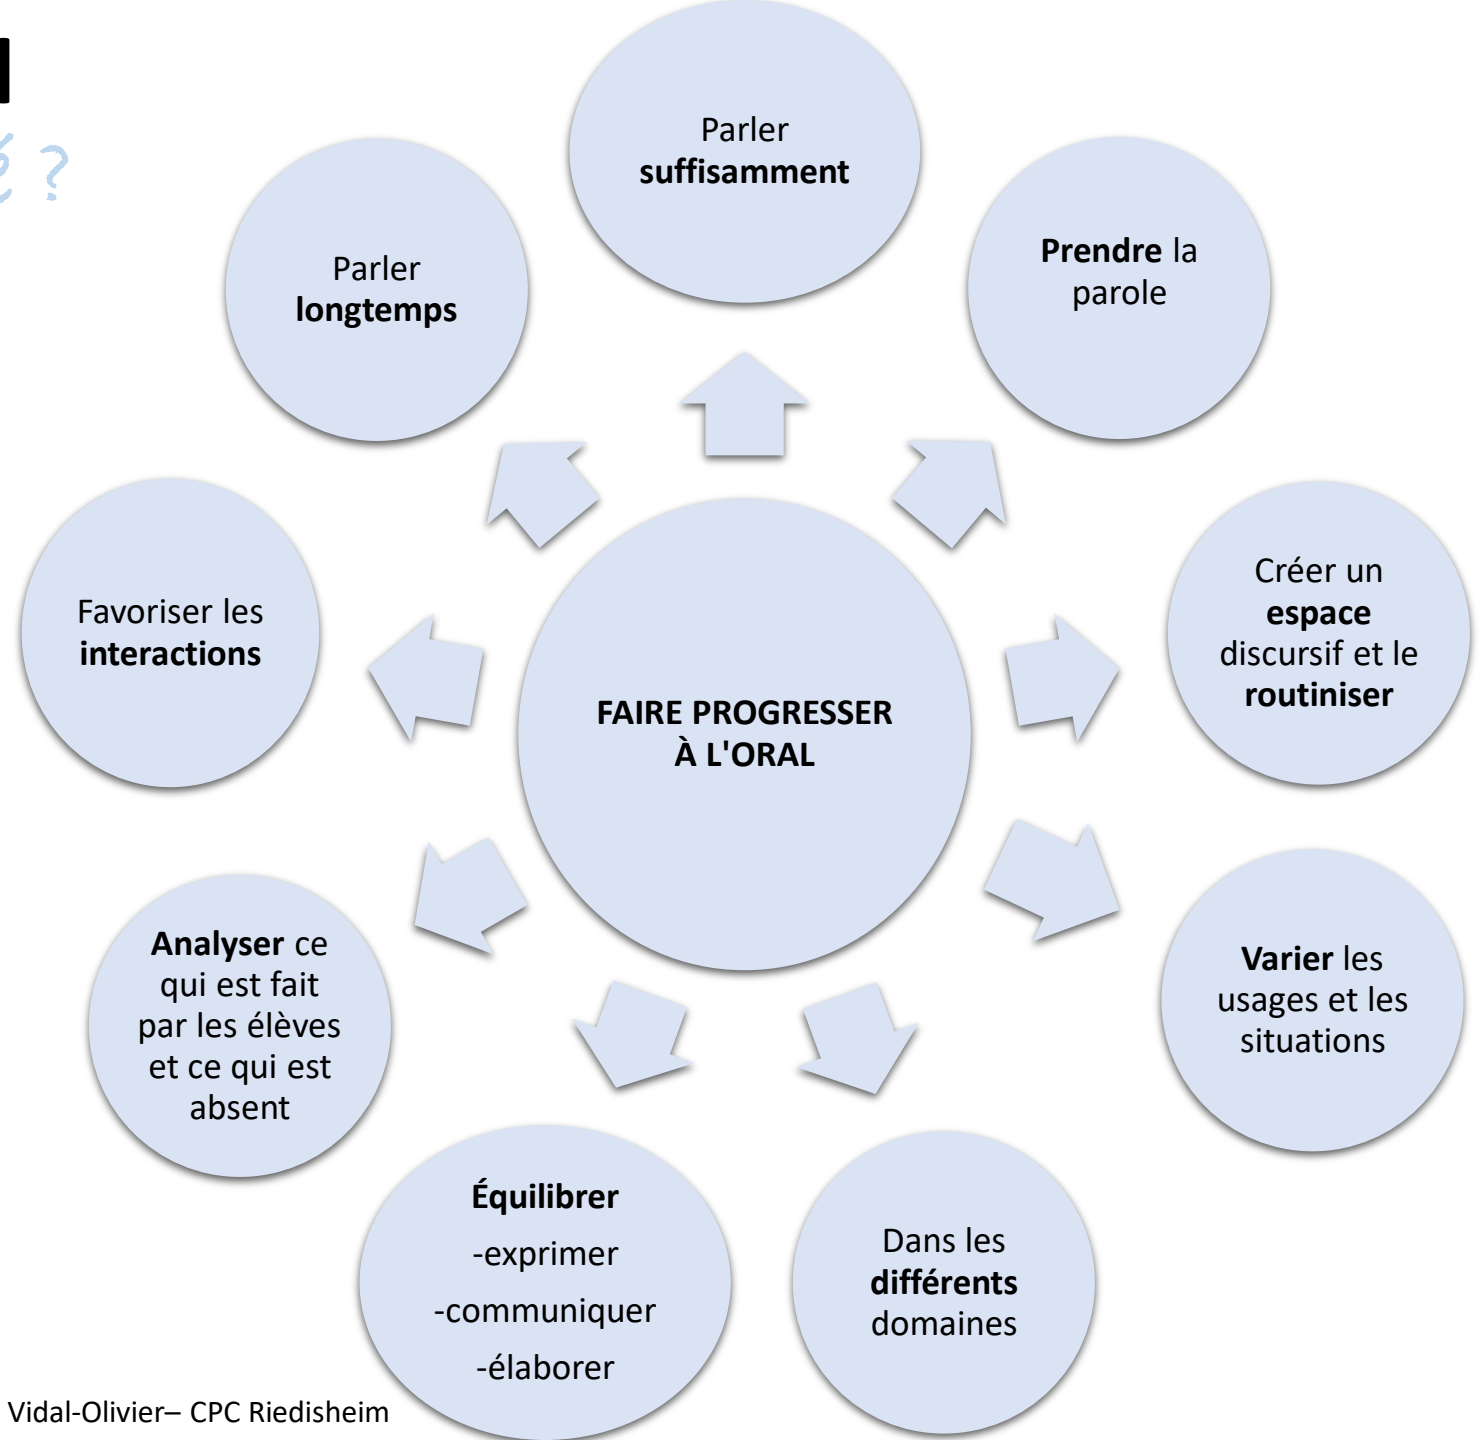 é ?
Parler
suffisamment
Prendre la
parole
Parler
longtemps
Créer un
espace
discursif et le
routiniser
Favoriser les
interactions
FAIRE PROGRESSER
À L'ORAL
Varier les
usages et les
situations
Analyser ce
qui est fait
par les élèves
et ce qui est
absent
Équilibrer
-exprimer
-communiquer
-élaborer
Dans les
différents
domaines
Vidal-Olivier– CPC Riedisheim